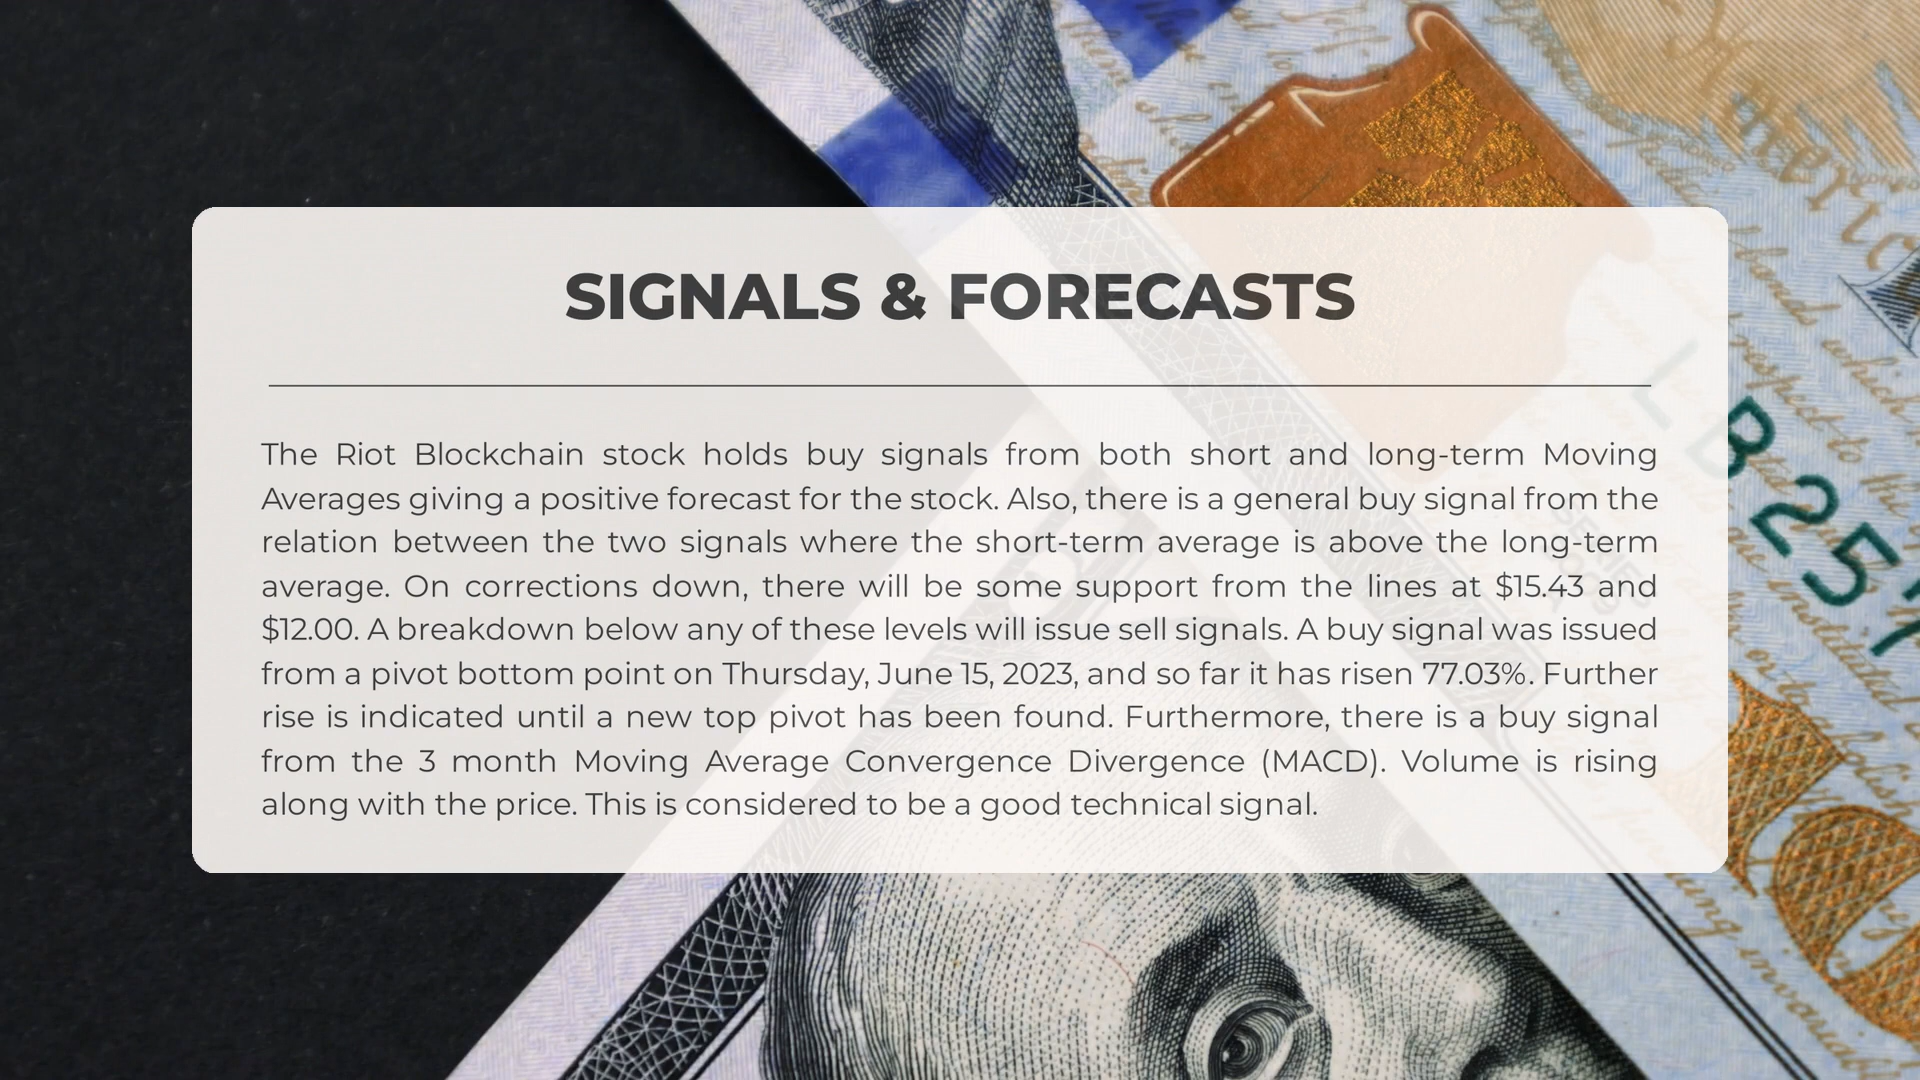 SIGNALS & FORECASTS
The Riot Blockchain stock holds buy signals from both short and long-term Moving
Averages giving a positive forecast for the stock. Also, there is a general buy signal from the
relation between the two signals where the short-term average is above the long-term
average. On corrections down, there will be some support from the lines at $15.43 and
$12.00. A breakdown below any of these levels will issue sell signals. A buy signal was issued
from a pivot bottom point on Thursday, June 15, 2023, and so far it has risen 77.03%. Further
rise is indicated until a new top pivot has been found. Furthermore, there is a buy signal
from the 3 month Moving Average Convergence Divergence (MACD). Volume is rising
along with the price. This is considered to be a good technical signal.